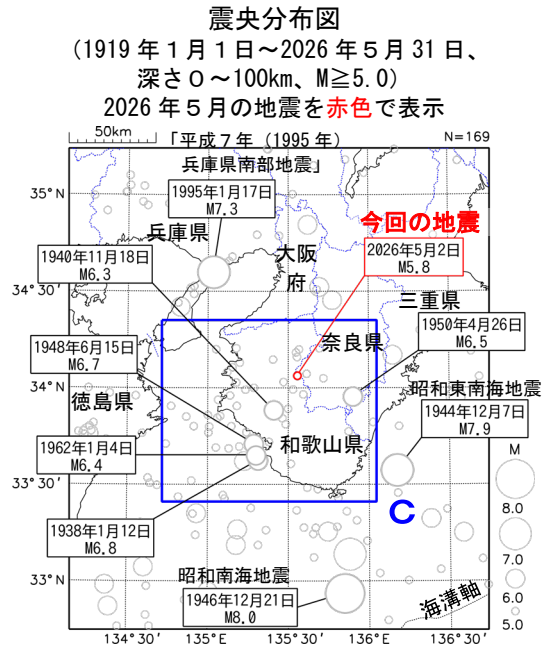 震央分布図
(1919年1月1日~2026年5月31日、
深さ0~100km、M≧5.0)
2026年5月の地震を赤色で表示
50km
「平成7年(1995年)
兵庫県南部地震」
N=169
35°N
1995年1月17日
M7.3
今回の地震
兵庫県
大阪
府
2026年5月2日
M5.8
1940年11月18日
M6.3
34°30'
三重県
1950年4月26日
M6.5
奈良県
1948年6月15日
M6.7
34°N
徳島県
昭和東南海地震
1944年12月7日
M7.9
和歌山県
1962年1月4日
M6.4
33°30'
C
M
1938年1月12日
M6.8
7.0
昭和南海地震
33°N
1946年12月21日
M8.0
海溝軸
6.0
5.0
134°30'
135°E
135°30'
136°E
136°30'